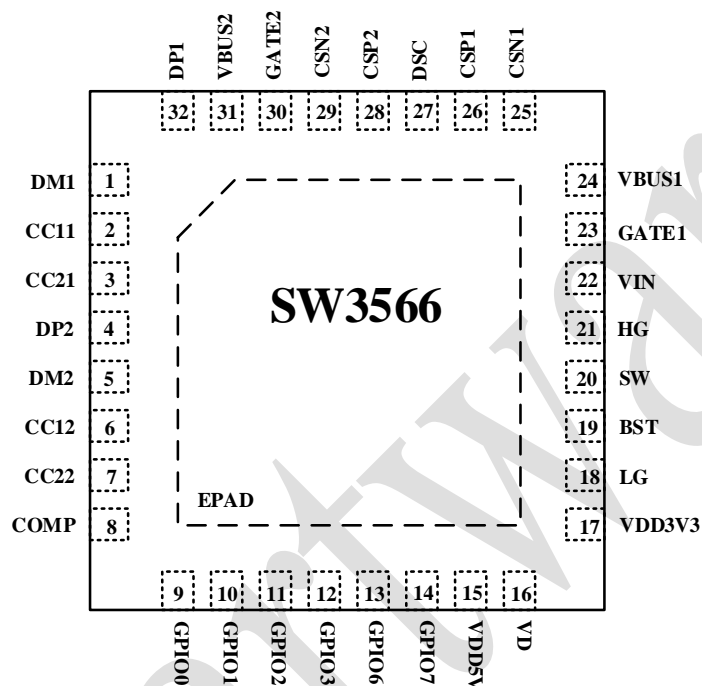 DP1
VBUS2
GATE2
CSN2
CSP2
DSC
CSP1
CSN1
32 31 30 29 28 27 26 25
DM1 1
CC11 2
CC21 3
DP2 4
DM2 5
CC12 6
CC22 7
COMP 8
24 VBUS1
23 GATE1
22 VIN
21 HG
20 SW
19 BST
18 LG
17 VDD3V3
SW3566
EPAD
9 10 11 12 13 14 15 16
GPIO0
GPIO1
GPIO2
GPIO3
GPIO6
GPIO7
VDD5V
VD